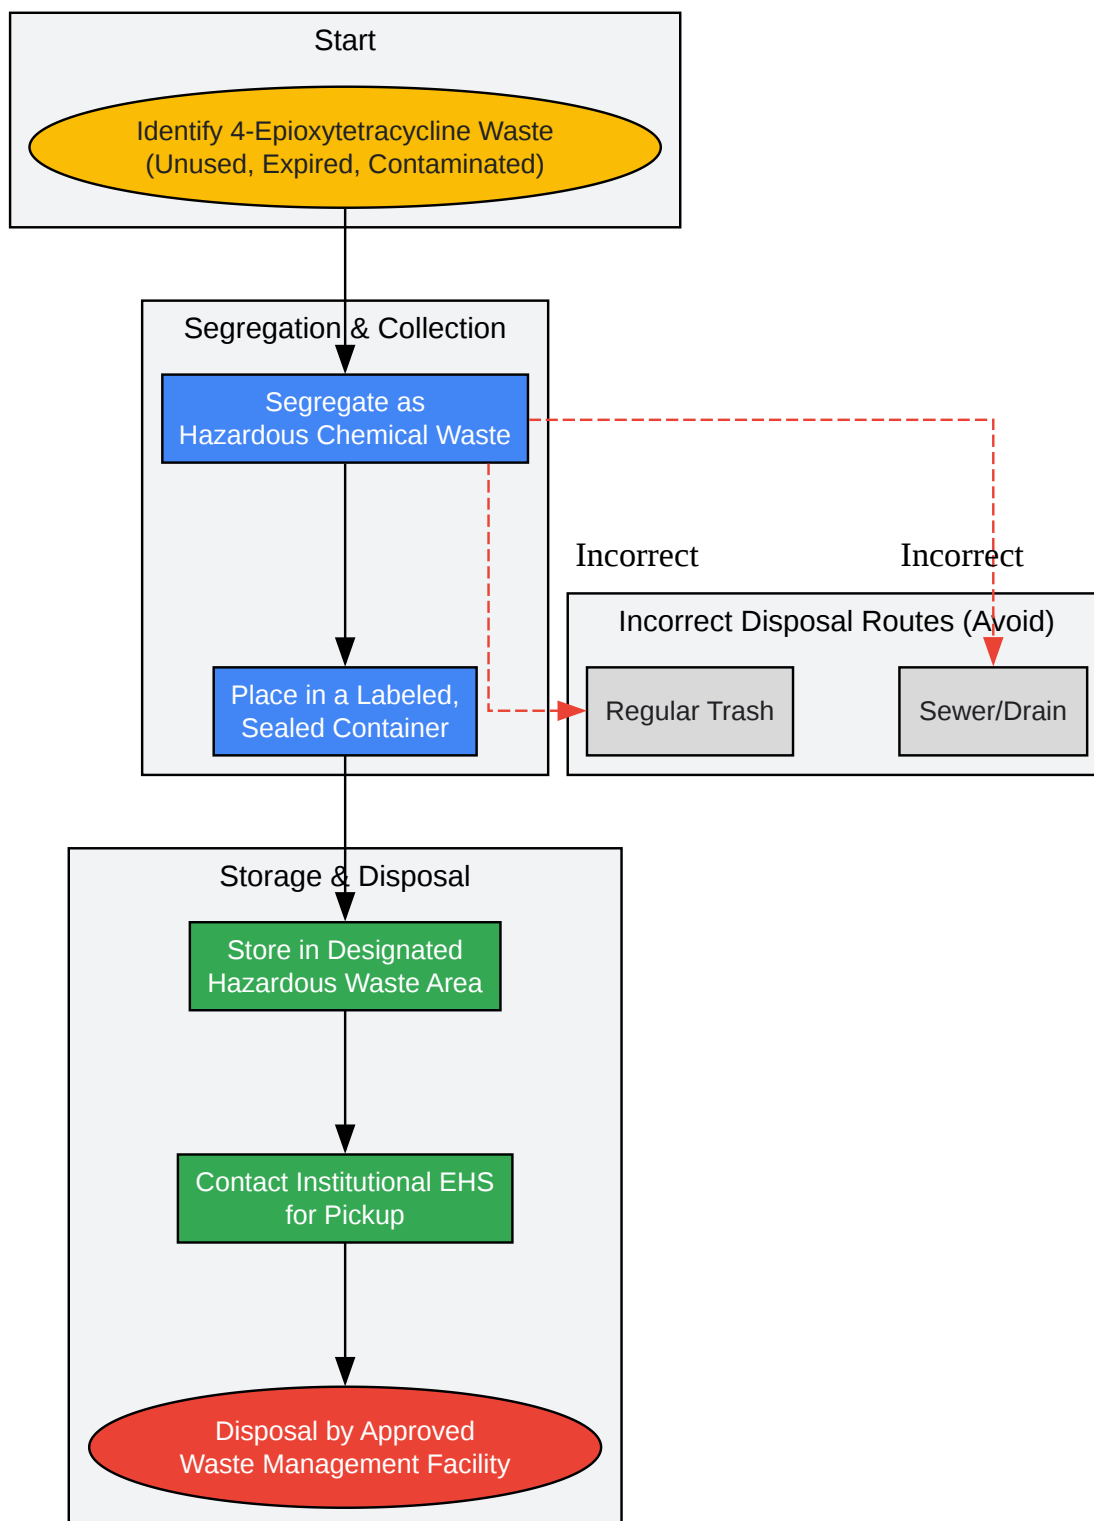 Start
Identify 4-Epioxytetracycline Waste
(Unused, Expired, Contaminated)
Segregation & Collection
Segregate as
Hazardous Chemical Waste
Incorrect
Incorrect
Incorrect Disposal Routes (Avoid)
Place in a Labeled,
Sealed Container
Regular Trash
Sewer/Drain
Storage & Disposal
Store in Designated
Hazardous Waste Area
Contact Institutional EHS
for Pickup
Disposal by Approved
Waste Management Facility